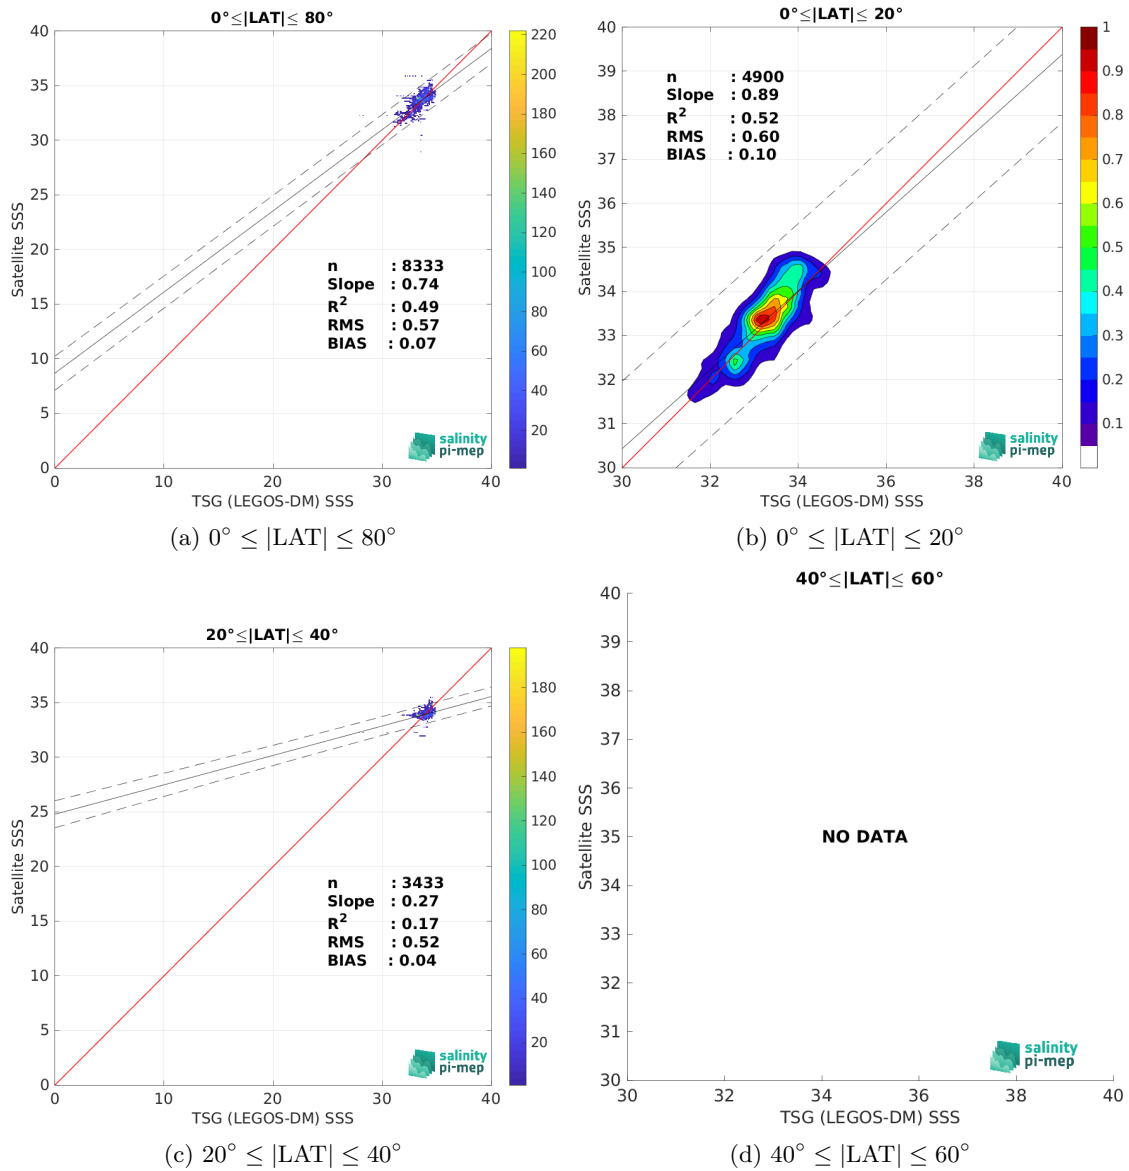 0°≤|LAT|≤ 80°
40
35
30
25
20
15
10
5
0
0
10
20
30
40
Satellite SSS
TSG (LEGOS-DM) SSS
n : 8333
Slope : 0.74
R² : 0.49
RMS : 0.57
BIAS : 0.07
salinity
pi-mep
220
200
180
160
140
120
100
80
60
40
20
(a) 0° ≤ |LAT| ≤ 80°
0°≤|LAT|≤ 20°
40
39
38
37
36
35
34
33
32
31
30
30
32
34
36
38
40
Satellite SSS
TSG (LEGOS-DM) SSS
n : 4900
Slope : 0.89
R² : 0.52
RMS : 0.60
BIAS : 0.10
salinity
pi-mep
1
0.9
0.8
0.7
0.6
0.5
0.4
0.3
0.2
0.1
(b) 0° ≤ |LAT| ≤ 20°
20°≤|LAT|≤ 40°
40
35
30
25
20
15
10
5
0
0
10
20
30
40
Satellite SSS
TSG (LEGOS-DM) SSS
n : 3433
Slope : 0.27
R² : 0.17
RMS : 0.52
BIAS : 0.04
salinity
pi-mep
180
160
140
120
100
80
60
40
20
(c) 20° ≤ |LAT| ≤ 40°
40°≤|LAT|≤ 60°
40
39
38
37
36
35
34
33
32
31
30
30
32
34
36
38
40
Satellite SSS
TSG (LEGOS-DM) SSS
NO DATA
salinity
pi-mep
(d) 40° ≤ |LAT| ≤ 60°